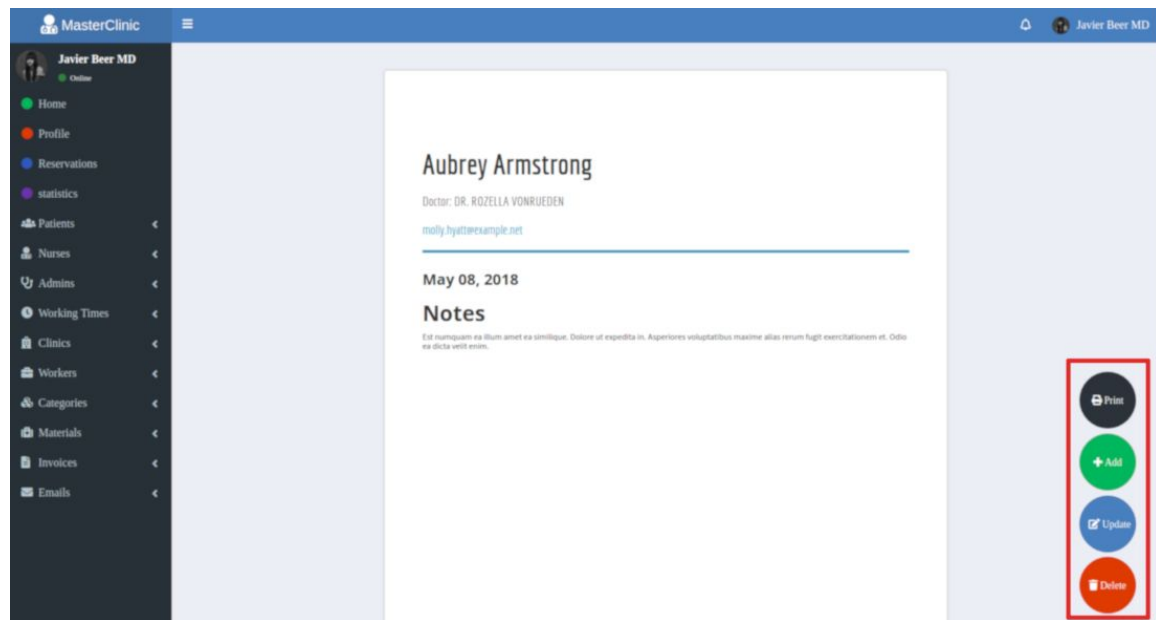 MasterClinic
Javier Beer MD
Javier Beer MD
Online
Home
Profile
Reservations
statistics
Patients
Nurses
Admins
Working Times
Clinics
Workers
Categories
Materials
Invoices
Emails
Aubrey Armstrong
Doctor: DR. ROZELLA VONRUEDEN
molly.hyatt@example.net
May 08, 2018
Notes
Est numquam ea illum amet ea similique. Dolore ut expedita in. Asperiores voluptatibus maxime alias rerum fugit exercitationem et. Odio
ea dicta velit enim.
Print
Add
Update
Delete